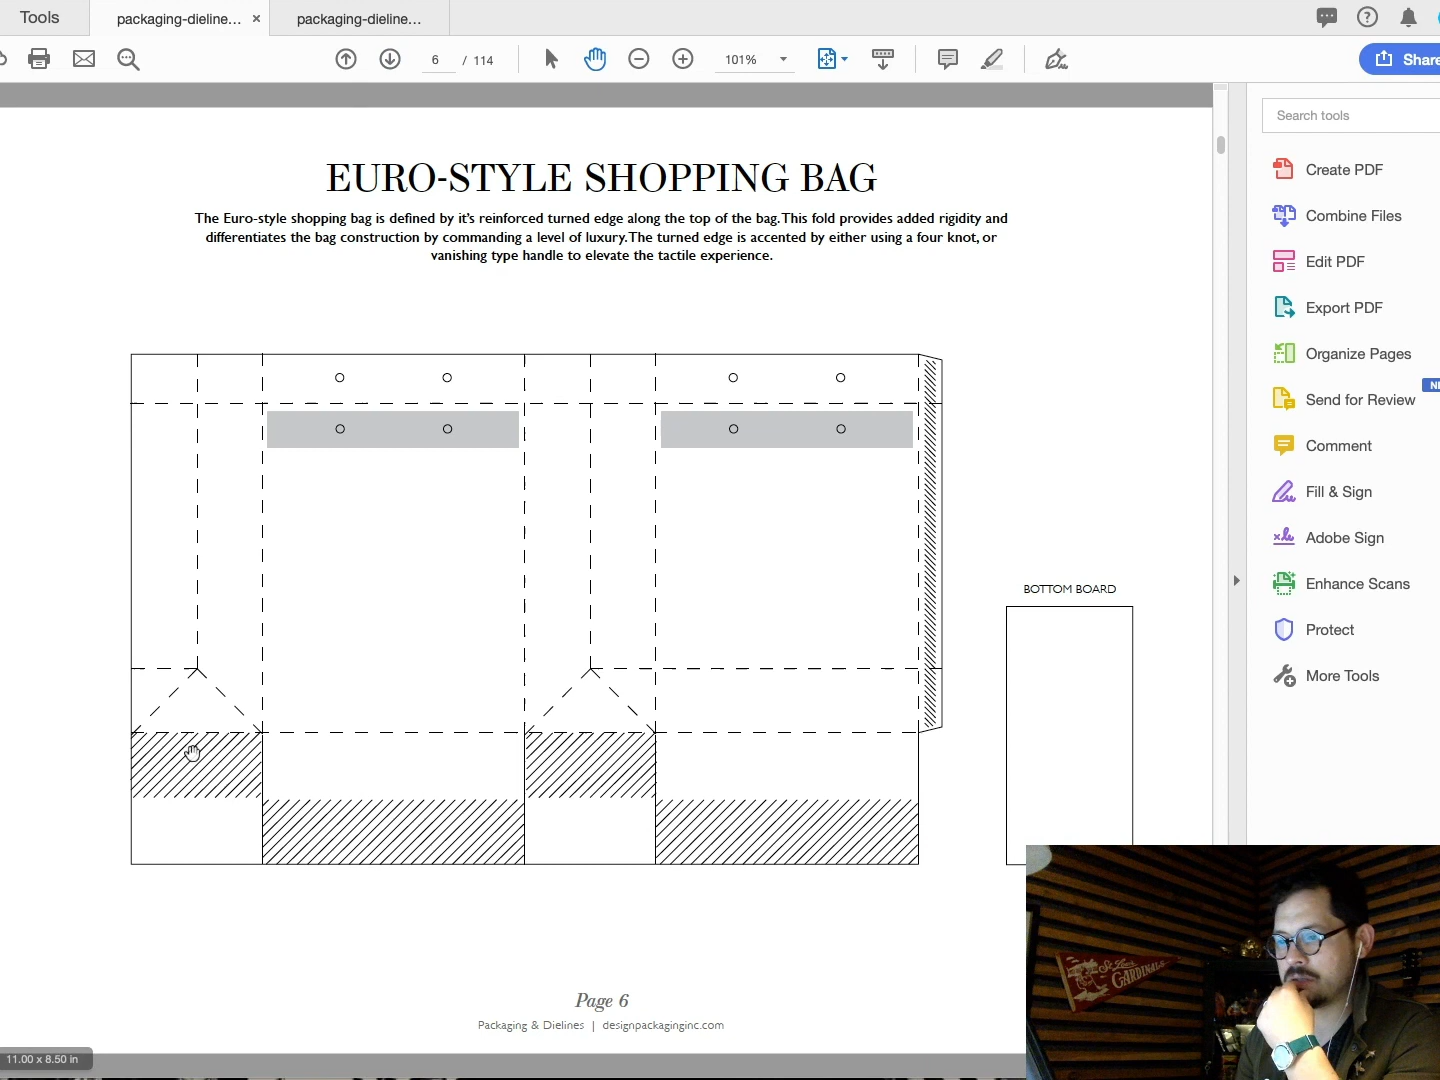 Tools
packaging-dieline...
packaging-dieline...
6 / 114
101%
Share
EURO-STYLE SHOPPING BAG
The Euro-style shopping bag is defined by it's reinforced turned edge along the top of the bag.This fold provides added rigidity and
differentiates the bag construction by commanding a level of luxury.The turned edge is accented by either using a four knot, or
vanishing type handle to elevate the tactile experience.
BOTTOM BOARD
Page 6
Packaging & Dielines | designpackaginginc.com
11.00 x 8.50 in
Search tools
Create PDF
Combine Files
Edit PDF
Export PDF
Organize Pages
Send for Review
Comment
Fill & Sign
Adobe Sign
Enhance Scans
Protect
More Tools
St. Louis
CARDINALS